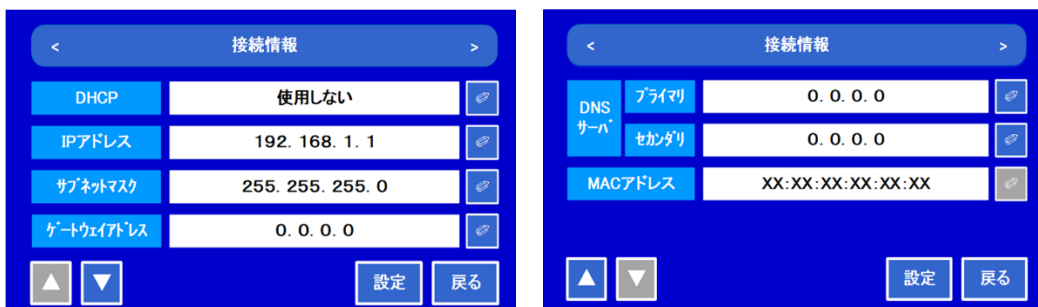 < 接続情報 >
DHCP 使用しない
IPアドレス 192. 168. 1. 1
ｻﾌﾞﾈｯﾄﾏｽｸ 255. 255. 255. 0
ｹﾞｰﾄｳｪｲｱﾄﾞﾚｽ 0. 0. 0. 0
▲ ▼ 設定 戻る
< 接続情報 >
DNS
ｻｰﾊﾞ
ﾌﾟﾗｲﾏﾘ 0. 0. 0. 0
ｾｶﾝﾀﾞﾘ 0. 0. 0. 0
MACアドレス XX:XX:XX:XX:XX:XX
▲ ▼ 設定 戻る